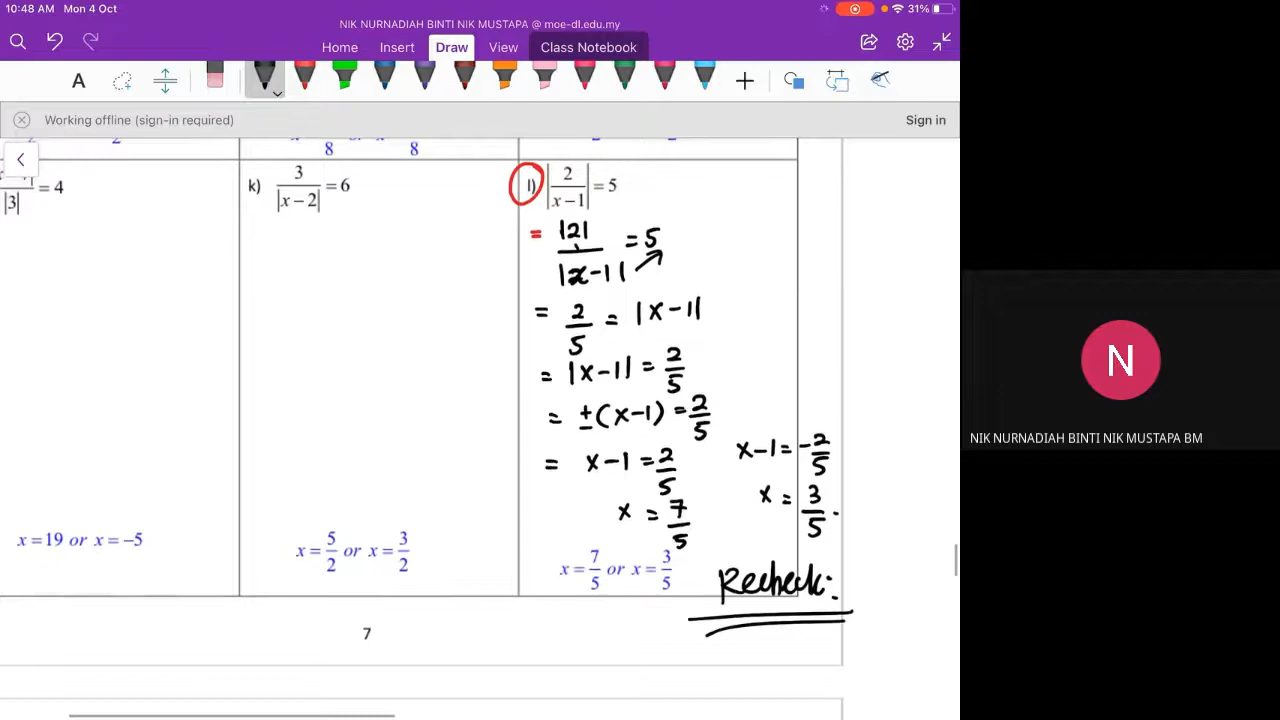 10:48 AM Mon 4 Oct
31%
NIK NURNADIAH BINTI NIK MUSTAPA @ moe-dl.edu.my
Home Insert Draw View Class Notebook
A
Working offline (sign-in required)
Sign in
8 8
|3| = 4
x = 19 or x = −5
k) 3/|x − 2| = 6
x = 5/2 or x = 3/2
l) |2/(x − 1)| = 5
= |2|/|x−1| = 5
= 2/5 = |x−1|
= |x−1| = 2/5
= ±(x−1) = 2/5
= x−1 = 2/5
x = 7/5
x−1 = −2/5
x = 3/5.
x = 7/5 or x = 3/5
Recheck:
7
N
NIK NURNADIAH BINTI NIK MUSTAPA BM